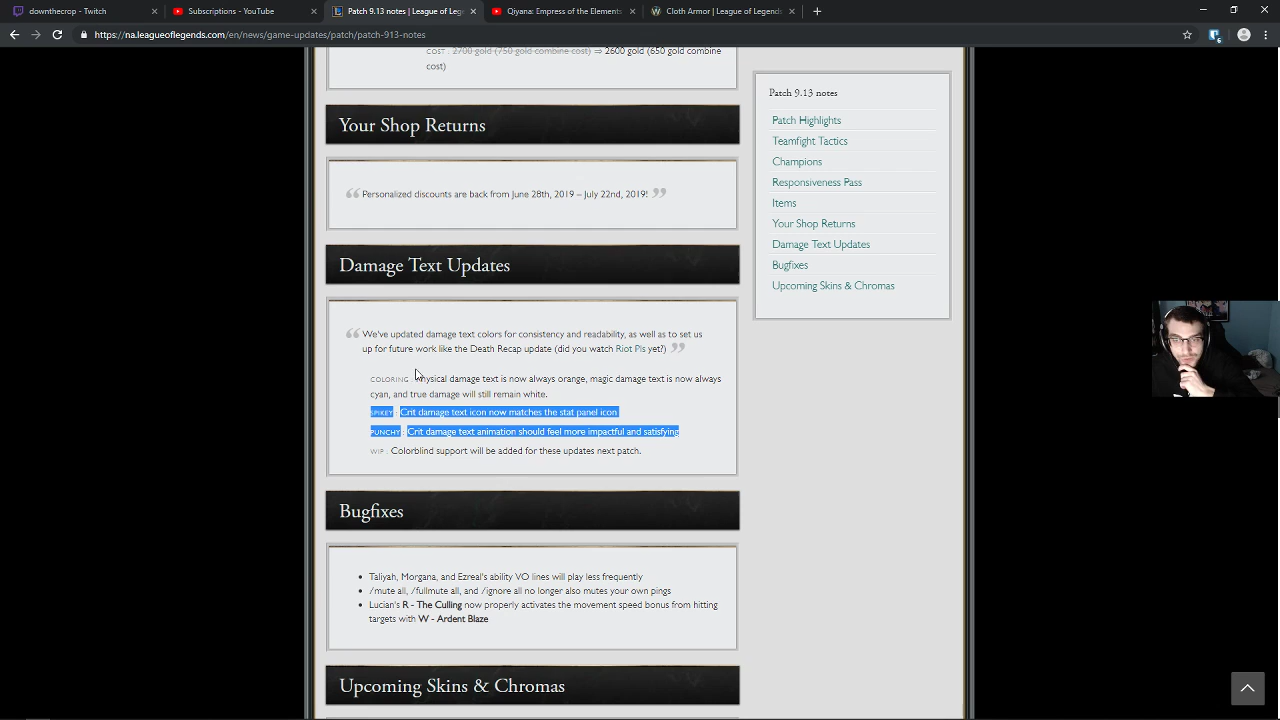 downthecrop - Twitch
Subscriptions - YouTube
Patch 9.13 notes | League of Leg
Qiyana: Empress of the Elements
Cloth Armor | League of Legends
https://na.leagueoflegends.com/en/news/game-updates/patch/patch-913-notes
COST : 2700 gold (750 gold combine cost) ⇒ 2600 gold (650 gold combine
cost)
Your Shop Returns
Personalized discounts are back from June 28th, 2019 – July 22nd, 2019!
Damage Text Updates
We've updated damage text colors for consistency and readability, as well as to set us
up for future work like the Death Recap update (did you watch Riot Pls yet?)
COLORING : Physical damage text is now always orange, magic damage text is now always
cyan, and true damage will still remain white.
SPIKEY : Crit damage text icon now matches the stat panel icon
PUNCHY : Crit damage text animation should feel more impactful and satisfying
WIP : Colorblind support will be added for these updates next patch.
Bugfixes
• Taliyah, Morgana, and Ezreal's ability VO lines will play less frequently
• /mute all, /fullmute all, and /ignore all no longer also mutes your own pings
• Lucian's R - The Culling now properly activates the movement speed bonus from hitting
targets with W - Ardent Blaze
Upcoming Skins & Chromas
Patch 9.13 notes
Patch Highlights
Teamfight Tactics
Champions
Responsiveness Pass
Items
Your Shop Returns
Damage Text Updates
Bugfixes
Upcoming Skins & Chromas